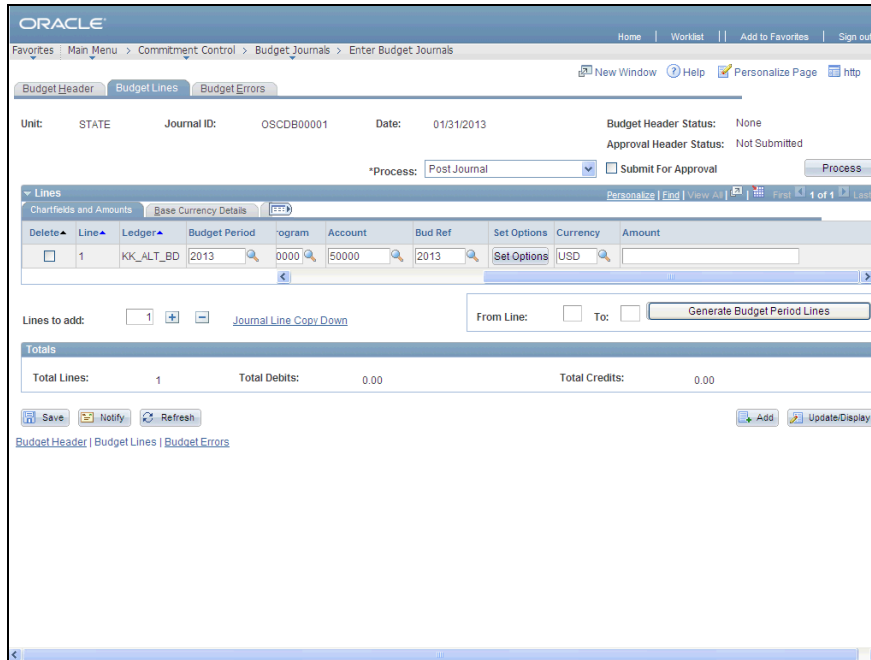 ORACLE
Home | Worklist || Add to Favorites | Sign out
Favorites | Main Menu > Commitment Control > Budget Journals > Enter Budget Journals
New Window Help Personalize Page http
Budget Header Budget Lines Budget Errors
Unit: STATE Journal ID: OSCDB00001 Date: 01/31/2013 Budget Header Status: None
Approval Header Status: Not Submitted
*Process: Post Journal Submit For Approval Process
Lines Personalize | Find | View All | First 1 of 1 Last
Chartfields and Amounts Base Currency Details
Delete Line Ledger Budget Period rogram Account Bud Ref Set Options Currency Amount
1 KK_ALT_BD 2013 0000 50000 2013 Set Options USD
Lines to add: 1 Journal Line Copy Down From Line: To: Generate Budget Period Lines
Totals
Total Lines: 1 Total Debits: 0.00 Total Credits: 0.00
Save Notify Refresh Add Update/Display
Budget Header | Budget Lines | Budget Errors